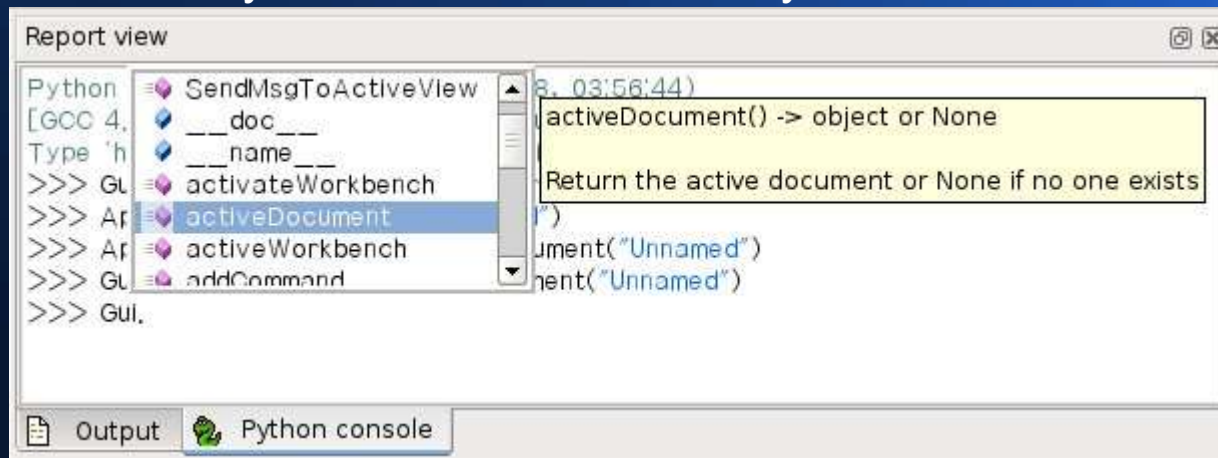 Report view
Python 8, 03:56:44)
[GCC 4.
Type 'h
>>> Gu
>>> Ap ")
>>> Ap ument("Unnamed")
>>> Gu nent("Unnamed")
>>> Gui.
SendMsgToActiveView
__doc__
__name__
activateWorkbench
activeDocument
activeWorkbench
addCommand
activeDocument() -> object or None
Return the active document or None if no one exists
Output Python console